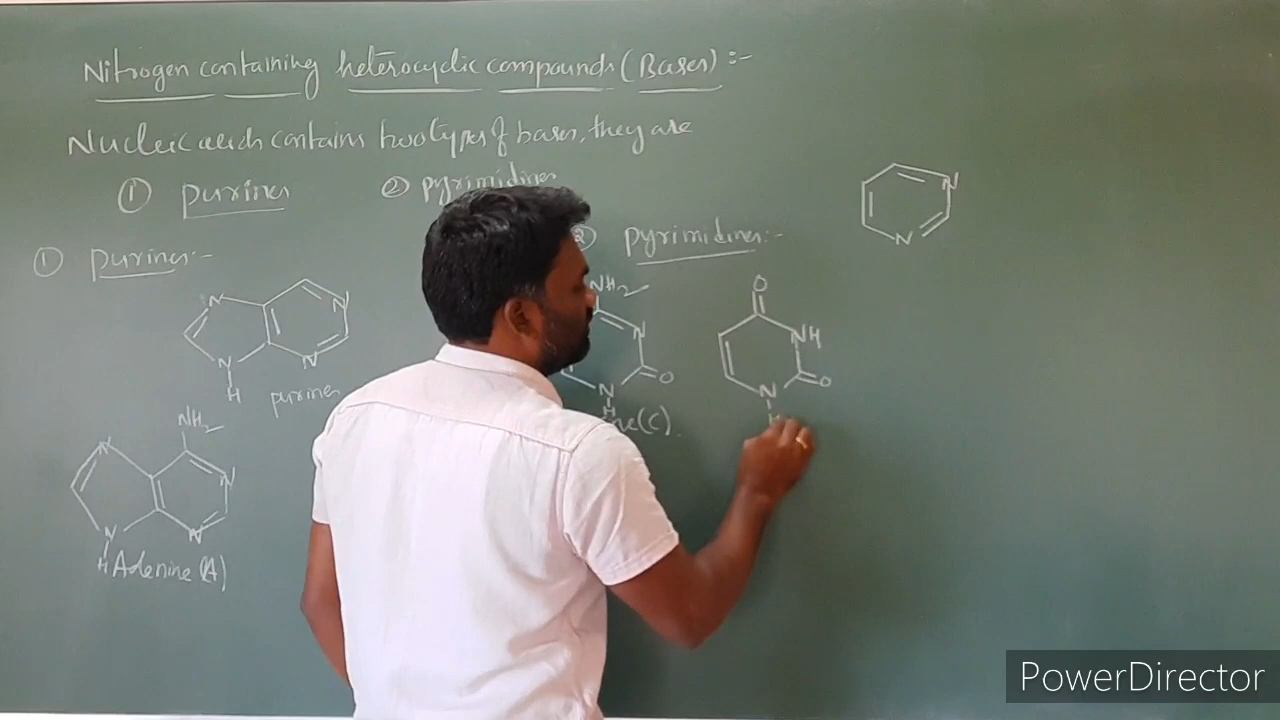 Nitrogen containing heterocyclic compounds (Bases) :-
Nucleic acids contains two types of bases, they are
① purines ② pyrimidines
① purines :-
② pyrimidines :-
N
N
N
N
N
N
H
purines
NH2
N
N
N
N
H
Adenine (A)
NH2
N
O
N
H
(C).
O
NH
O
N
PowerDirector